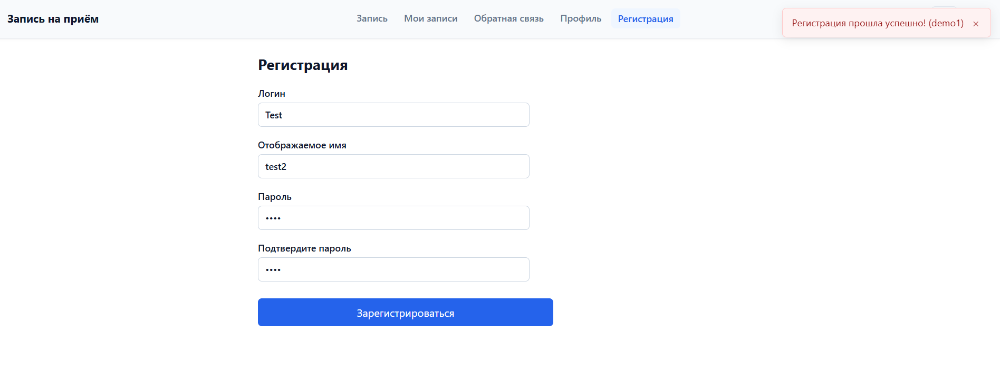 Запись на приём
Запись Мои записи Обратная связь Профиль Регистрация
Регистрация прошла успешно! (demo1) ×
Регистрация
Логин
Test
Отображаемое имя
test2
Пароль
••••
Подтвердите пароль
••••
Зарегистрироваться